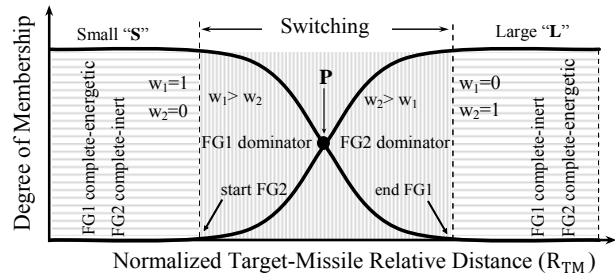 Small “S”
Switching
Large “L”
Degree of Membership
FG1 complete-energetic
FG2 complete-inert
w₁=1
w₂=0
w₁> w₂
P
w₂> w₁
w₁=0
w₂=1
FG1 complete-inert
FG2 complete-energetic
FG1 dominator
FG2 dominator
start FG2
end FG1
Normalized Target-Missile Relative Distance (R_TM)